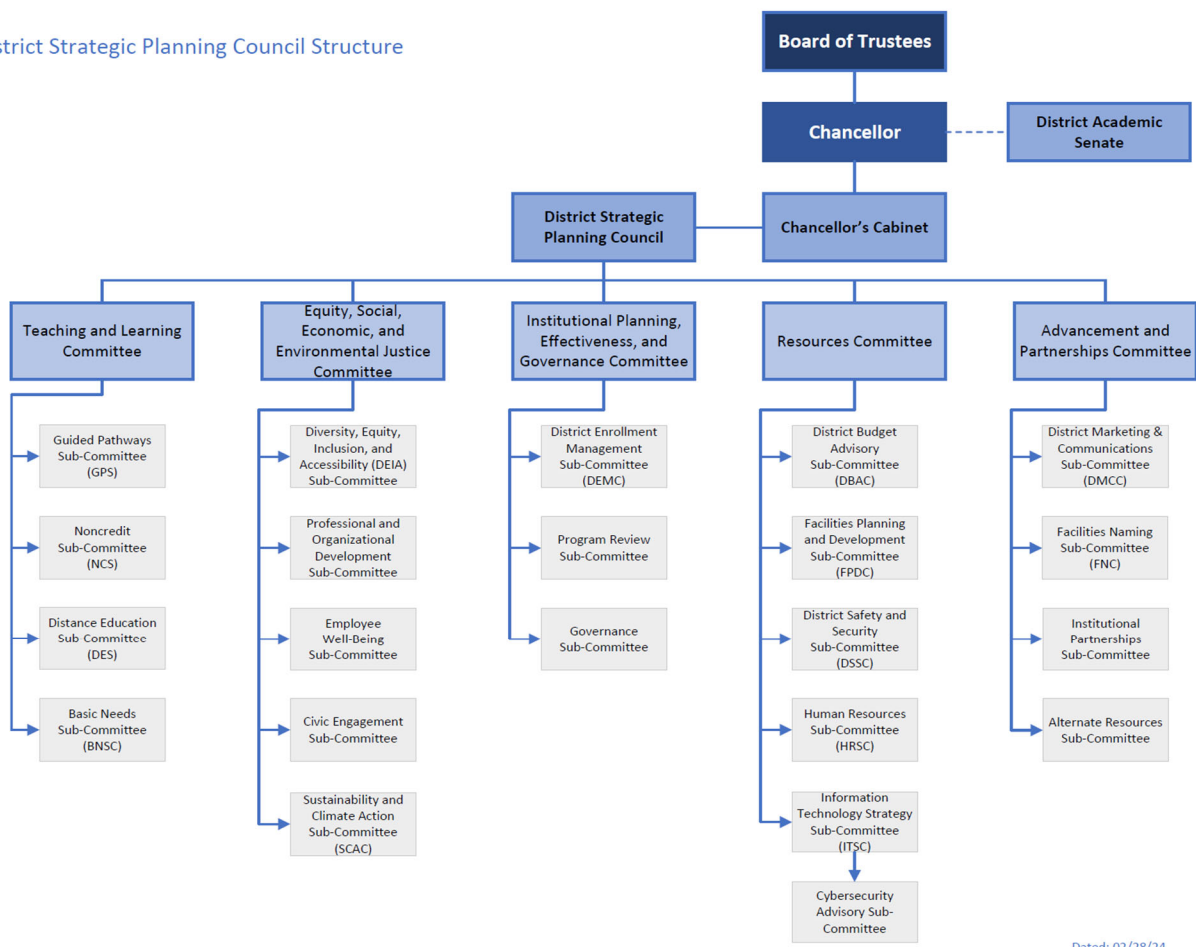 strict Strategic Planning Council Structure
Board of Trustees
Chancellor
District Academic
Senate
District Strategic
Planning Council
Chancellor’s Cabinet
Teaching and Learning
Committee
Equity, Social,
Economic, and
Environmental Justice
Committee
Institutional Planning,
Effectiveness, and
Governance Committee
Resources Committee
Advancement and
Partnerships Committee
Guided Pathways
Sub-Committee
(GPS)
Noncredit
Sub-Committee
(NCS)
Distance Education
Sub-Committee
(DES)
Basic Needs
Sub-Committee
(BNSC)
Diversity, Equity,
Inclusion, and
Accessibility (DEIA)
Sub-Committee
Professional and
Organizational
Development
Sub-Committee
Employee
Well-Being
Sub-Committee
Civic Engagement
Sub-Committee
Sustainability and
Climate Action
Sub-Committee
(SCAC)
District Enrollment
Management
Sub-Committee
(DEMC)
Program Review
Sub-Committee
Governance
Sub-Committee
District Budget
Advisory
Sub-Committee
(DBAC)
Facilities Planning
and Development
Sub-Committee
(FPDC)
District Safety and
Security
Sub-Committee
(DSSC)
Human Resources
Sub-Committee
(HRSC)
Information
Technology Strategy
Sub-Committee
(ITSC)
Cybersecurity
Advisory Sub-
Committee
District Marketing &
Communications
Sub-Committee
(DMCC)
Facilities Naming
Sub-Committee
(FNC)
Institutional
Partnerships
Sub-Committee
Alternate Resources
Sub-Committee
Dated: